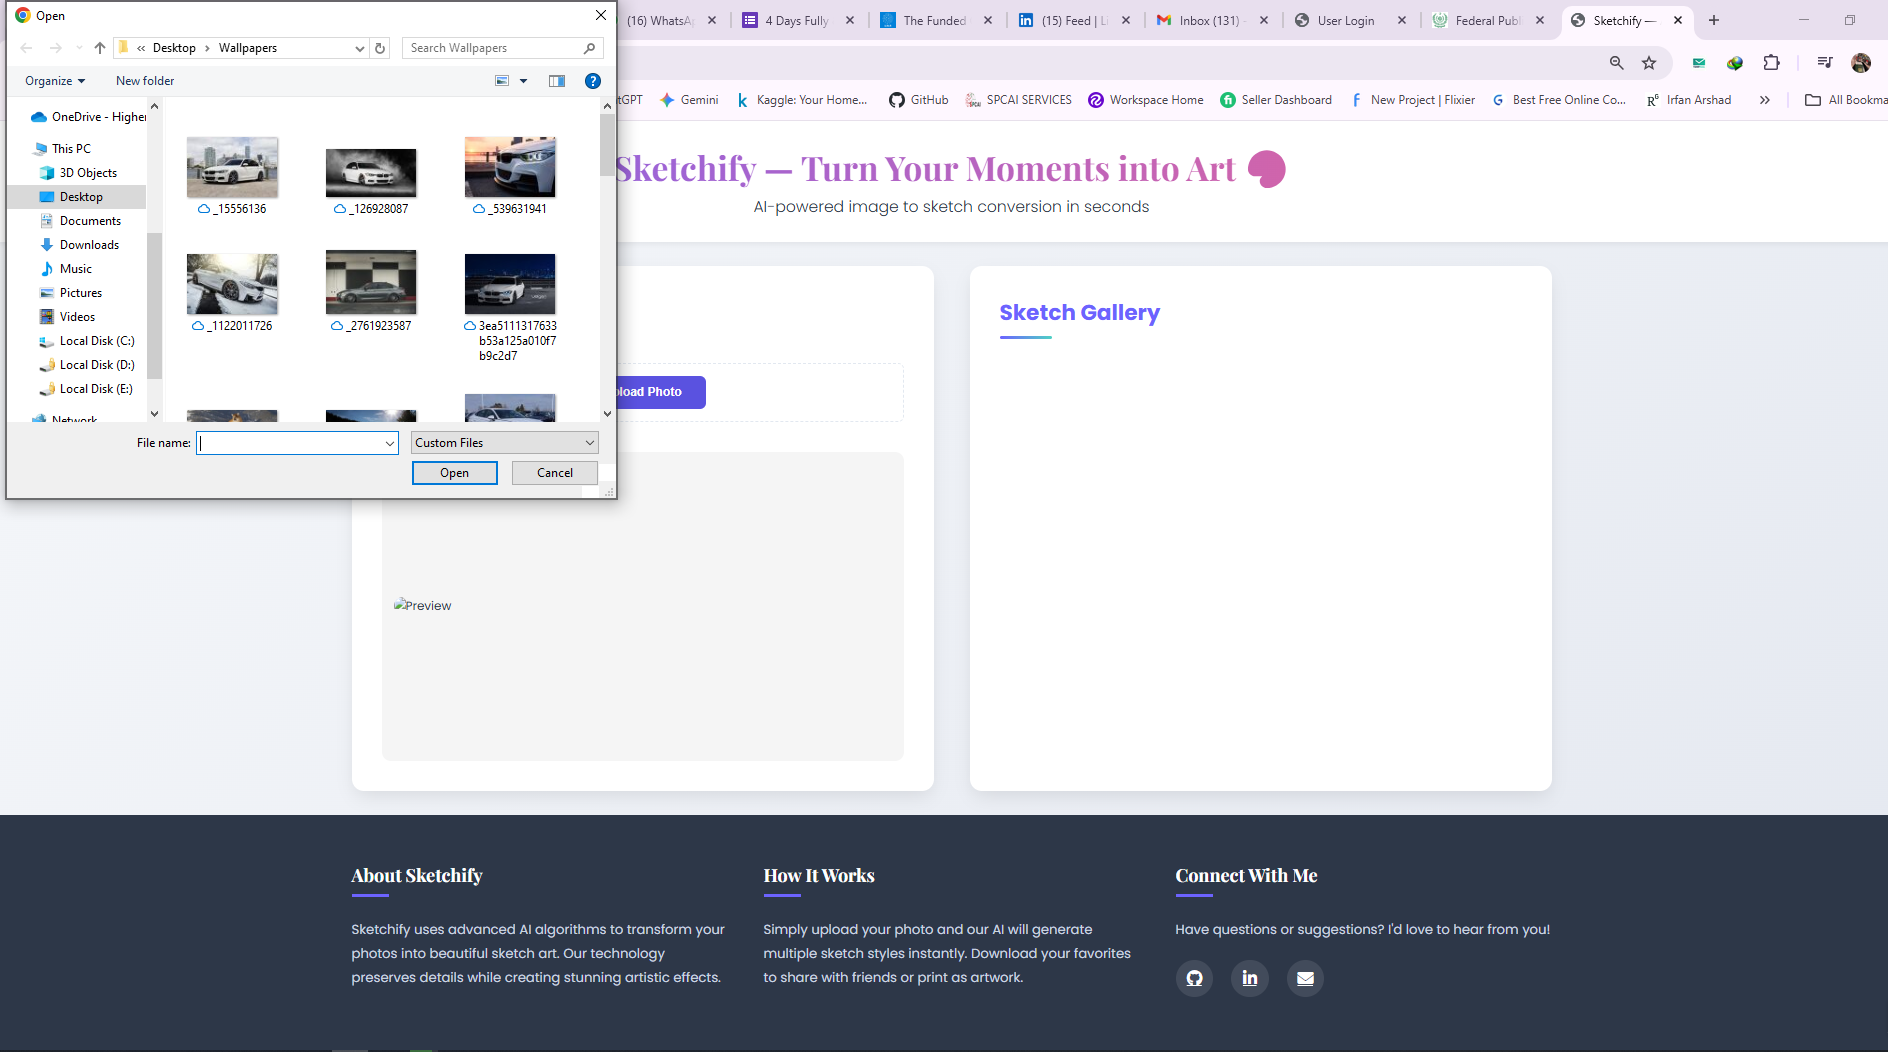 Open
(16) WhatsAp
4 Days Fully
The Funded
(15) Feed | Li
Inbox (131) -
User Login
Federal Publ
Sketchify —
« Desktop > Wallpapers
Search Wallpapers
Organize
New folder
tGPT
Gemini
Kaggle: Your Home...
GitHub
SPCAI SERVICES
Workspace Home
Seller Dashboard
New Project | Flixier
Best Free Online Co...
Irfan Arshad
»
All Bookma
OneDrive - Higher
This PC
3D Objects
Desktop
Documents
Downloads
Music
Pictures
Videos
Local Disk (C:)
Local Disk (D:)
Local Disk (E:)
Network
_15556136
_126928087
_539631941
_1122011726
_2761923587
3ea5111317633
b53a125a010f7
b9c2d7
File name:
Custom Files
Open
Cancel
Sketchify — Turn Your Moments into Art
AI-powered image to sketch conversion in seconds
pload Photo
Preview
Sketch Gallery
About Sketchify
Sketchify uses advanced AI algorithms to transform your
photos into beautiful sketch art. Our technology
preserves details while creating stunning artistic effects.
How It Works
Simply upload your photo and our AI will generate
multiple sketch styles instantly. Download your favorites
to share with friends or print as artwork.
Connect With Me
Have questions or suggestions? I'd love to hear from you!